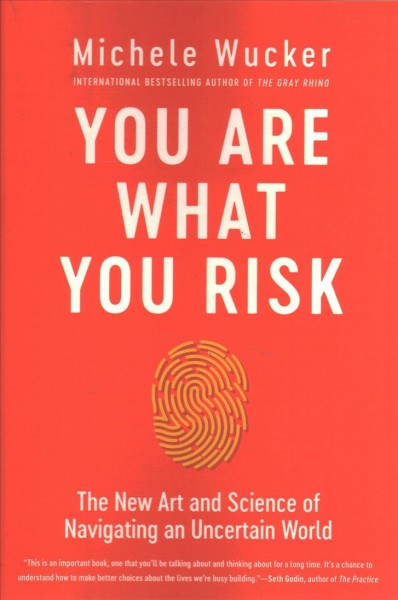 Michele Wucker
INTERNATIONAL BESTSELLING AUTHOR OF THE GRAY RHINO
YOU ARE
WHAT
YOU RISK
The New Art and Science of
Navigating an Uncertain World
"This is an important book, one that you'll be talking about and thinking about for a long time. It's a chance to
understand how to make better choices about the lives we're busy building."—Seth Godin, author of The Practice